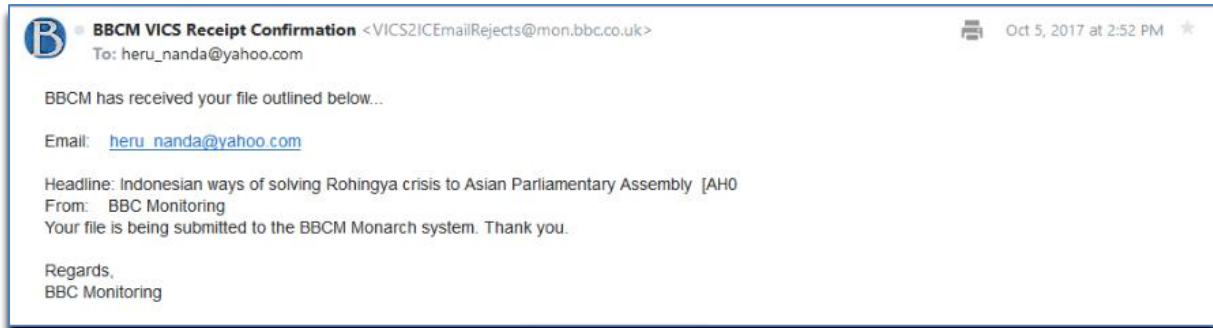 B
BBCM VICS Receipt Confirmation <VICS2ICEmailRejects@mon.bbc.co.uk>
Oct 5, 2017 at 2:52 PM
To: heru_nanda@yahoo.com
BBCM has received your file outlined below...
Email: heru_nanda@yahoo.com
Headline: Indonesian ways of solving Rohingya crisis to Asian Parliamentary Assembly [AH0
From: BBC Monitoring
Your file is being submitted to the BBCM Monarch system. Thank you.
Regards,
BBC Monitoring